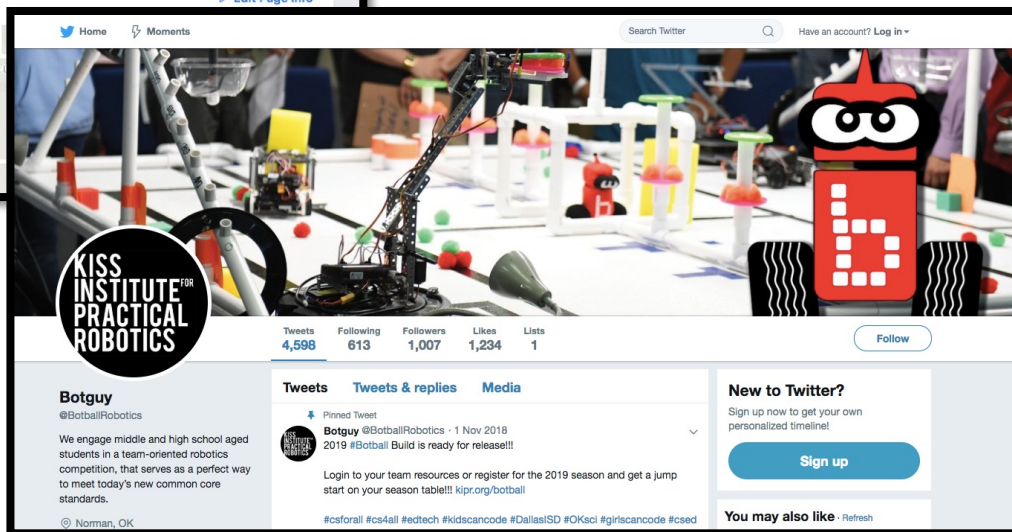 Edit Page Info
Home Moments Search Twitter Have an account? Log in
KISS
INSTITUTE FOR
PRACTICAL
ROBOTICS
b
b
Tweets Following Followers Likes Lists
4,598 613 1,007 1,234 1
Follow
Botguy
@BotballRobotics
We engage middle and high school aged
students in a team-oriented robotics
competition, that serves as a perfect way
to meet today's new common core
standards.
Norman, OK
Tweets Tweets & replies Media
Pinned Tweet
KISS
INSTITUTE
PRACTICAL
ROBOTICS
Botguy @BotballRobotics · 1 Nov 2018
2019 #Botball Build is ready for release!!!
Login to your team resources or register for the 2019 season and get a jump
start on your season table!!! kipr.org/botball
#csforall #cs4all #edtech #kidscancode #DallasISD #OKsci #girlscancode #csed
New to Twitter?
Sign up now to get your own
personalized timeline!
Sign up
You may also like · Refresh